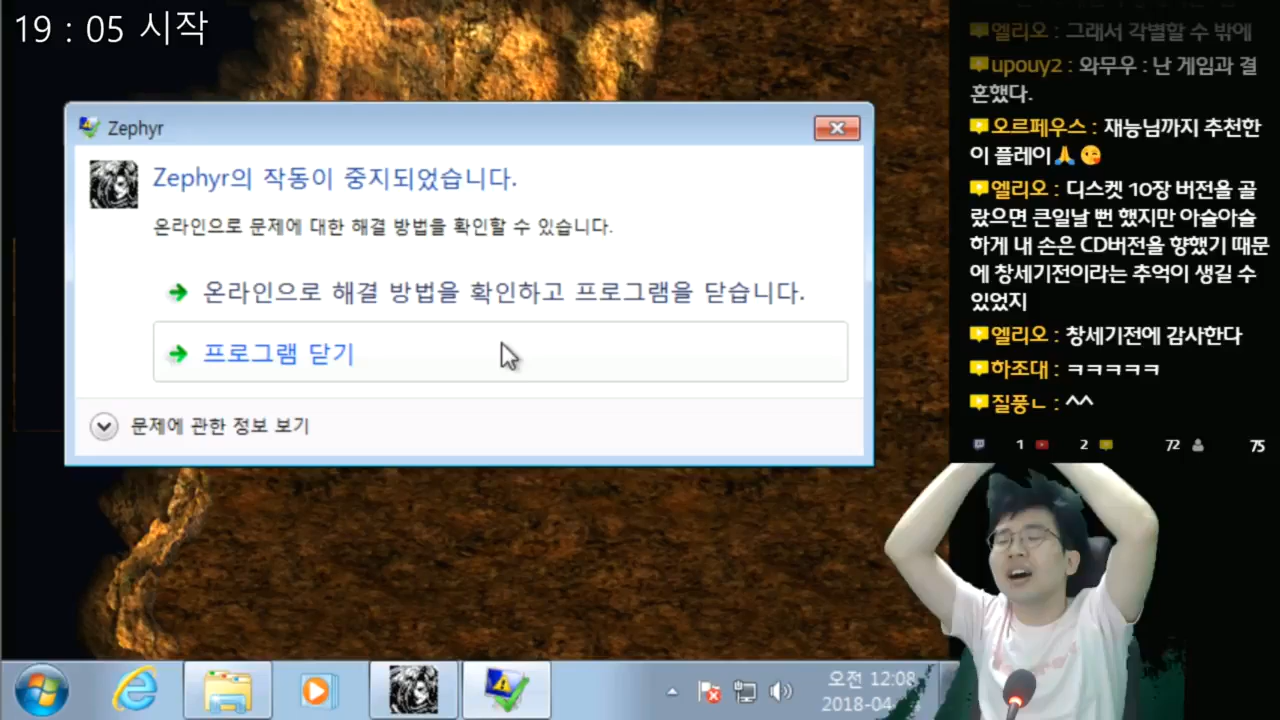 19 : 05 시작
Zephyr
Zephyr의 작동이 중지되었습니다.
온라인으로 문제에 대한 해결 방법을 확인할 수 있습니다.
온라인으로 해결 방법을 확인하고 프로그램을 닫습니다.
프로그램 닫기
문제에 관한 정보 보기
엘리오 : 그래서 각별할 수 밖에
upouy2 : 와무우 : 난 게임과 결
혼했다.
오르페우스 : 재능님까지 추천한
이 플레이🙏😘
엘리오 : 디스켓 10장 버전을 골
랐으면 큰일날 뻔 했지만 아슬아슬
하게 내 손은 CD버전을 향했기 때문
에 창세기전이라는 추억이 생길 수
있었지
엘리오 : 창세기전에 감사한다
하조대 : ㅋㅋㅋㅋㅋ
질풍ㄴ : ^^
1 2 72 75
오전 12:08
2018-04